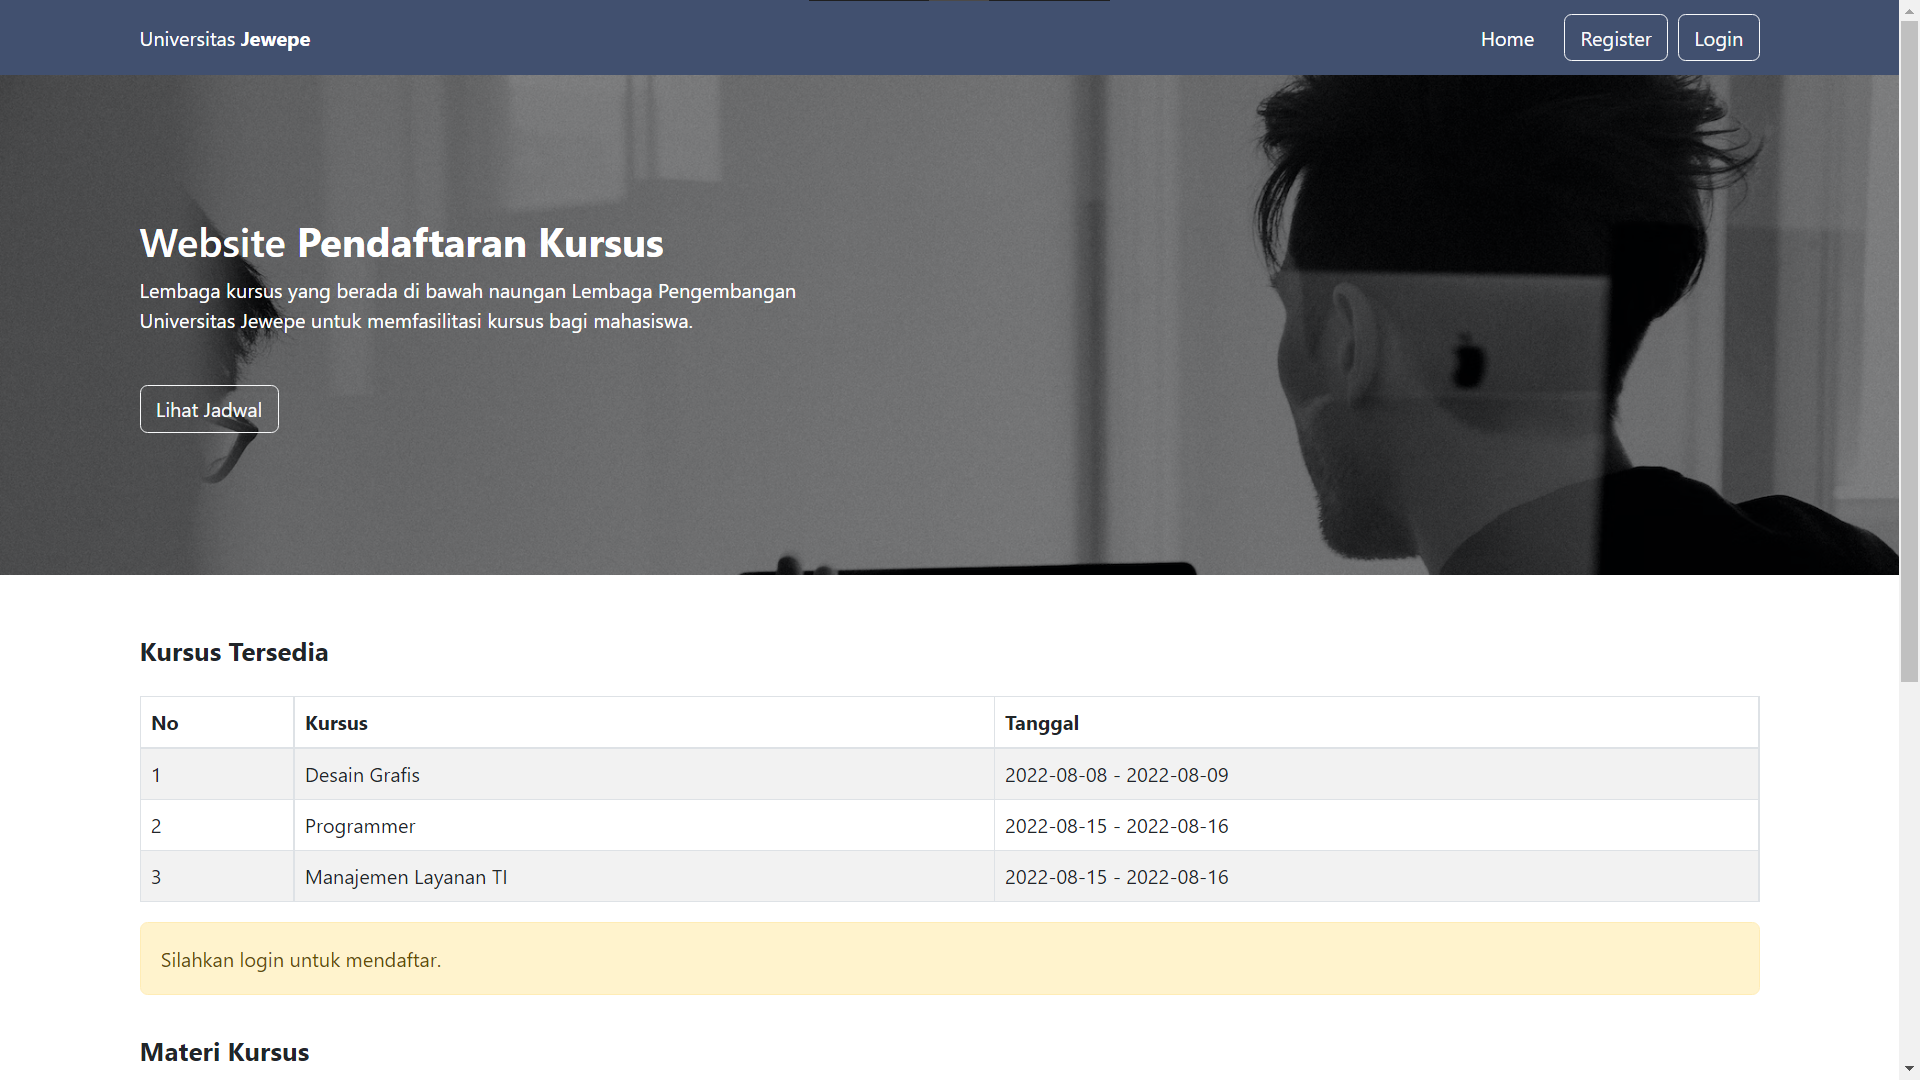 Universitas Jewepe
Home
Register
Login
Website Pendaftaran Kursus
Lembaga kursus yang berada di bawah naungan Lembaga Pengembangan
Universitas Jewepe untuk memfasilitasi kursus bagi mahasiswa.
Lihat Jadwal
Kursus Tersedia
No Kursus Tanggal
1 Desain Grafis 2022-08-08 - 2022-08-09
2 Programmer 2022-08-15 - 2022-08-16
3 Manajemen Layanan TI 2022-08-15 - 2022-08-16
Silahkan login untuk mendaftar.
Materi Kursus